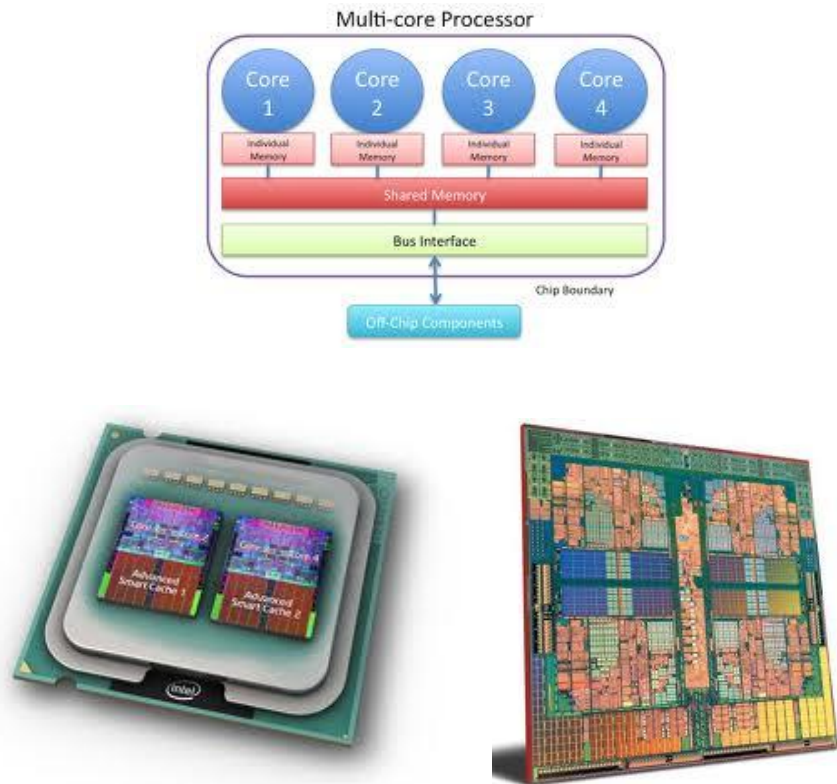 Multi-core Processor
Core
1
Core
2
Core
3
Core
4
Individual
Memory
Individual
Memory
Individual
Memory
Individual
Memory
Shared Memory
Bus Interface
Chip Boundary
Off-Chip Components
Advanced
Smart Cache 1
Advanced
Smart Cache 2
intel